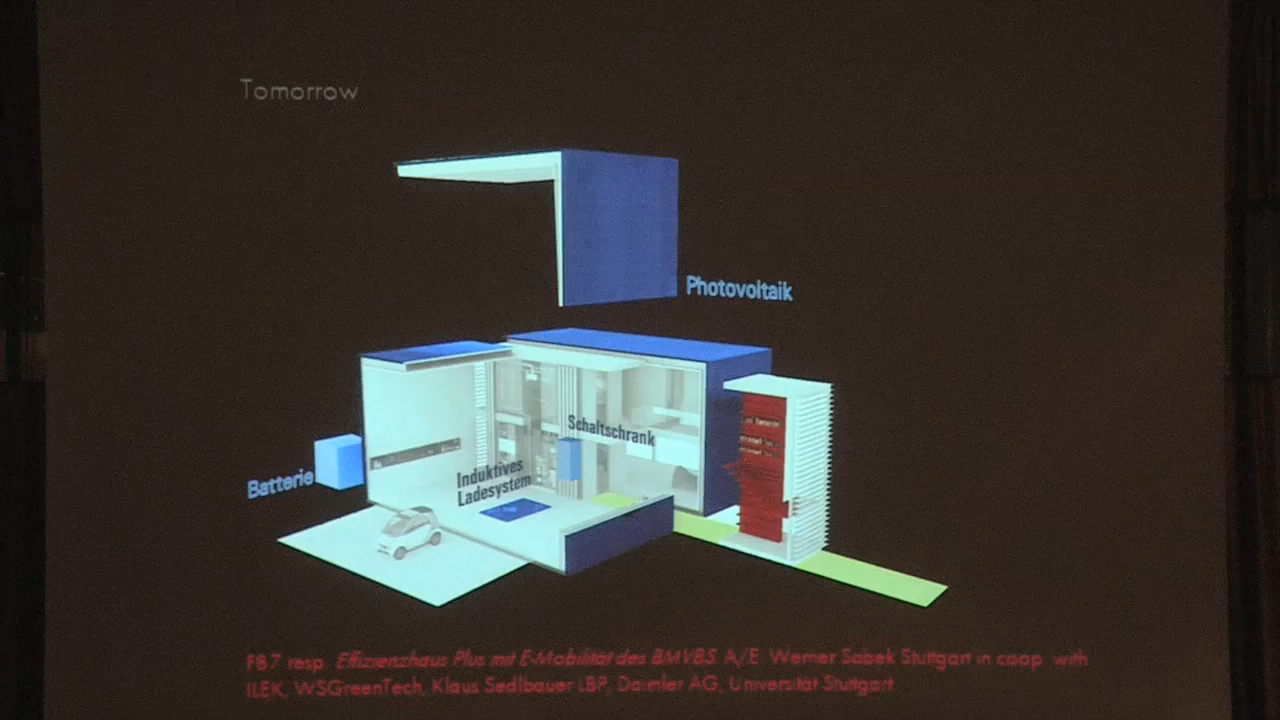 Tomorrow
Photovoltaik
Schaltschrank
Induktives
Ladesystem
Batterie
F87 resp. Effizienzhaus Plus mit E-Mobilität des BMVBS. A/E: Werner Sobek Stuttgart in coop. with
ILEK, WSGreenTech, Klaus Sedlbauer LBP, Daimler AG, Universität Stuttgart